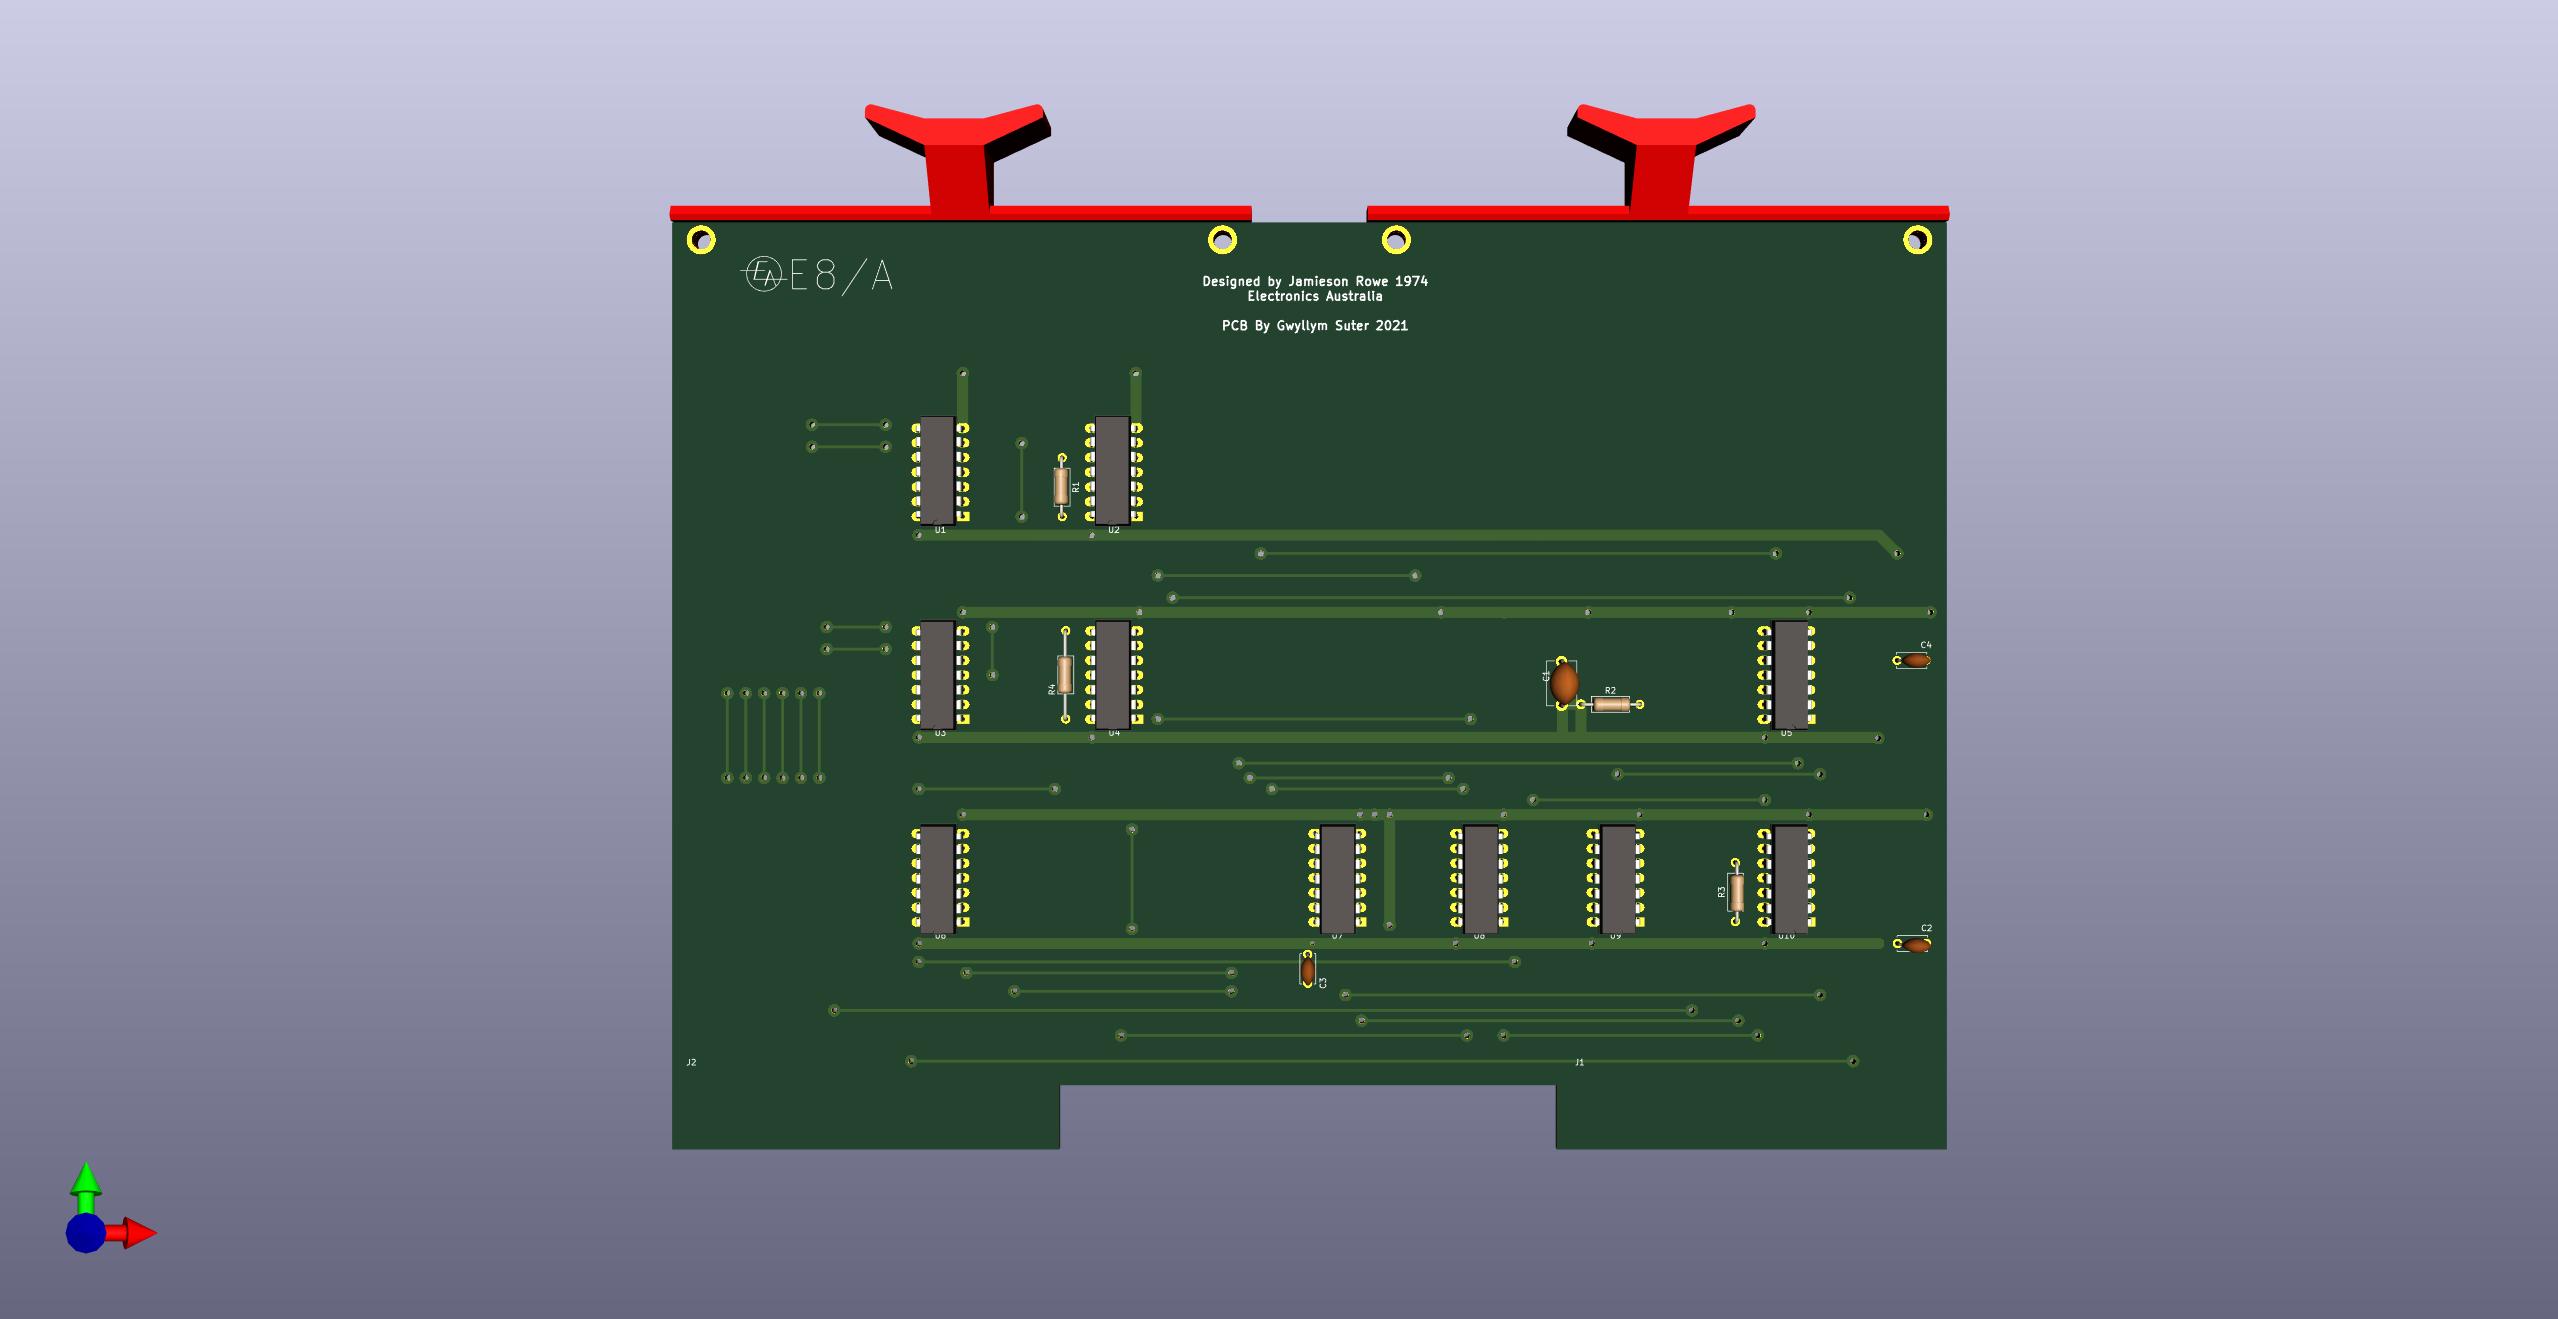 EA E8/A
Designed by Jamieson Rowe 1974
Electronics Australia
PCB By Gwyllym Suter 2021
R1
U1
U2
C4
C1
R2
R4
U3
U4
U5
R3
C2
U6
U7
U8
U9
U10
C3
J2
J1